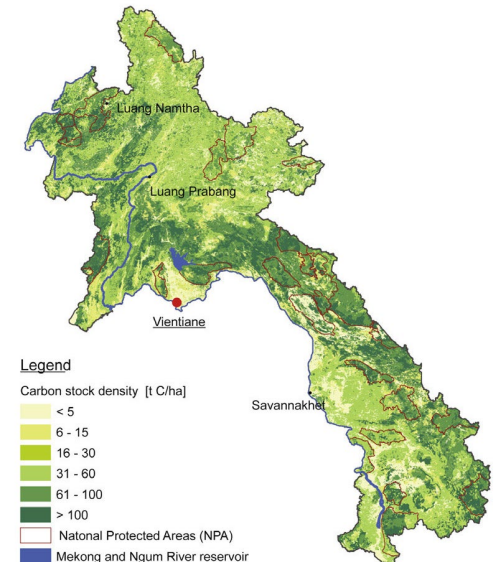 Luang Namtha
Luang Prabang
Vientiane
Legend
Carbon stock density [t C/ha]
< 5
6 - 15
16 - 30
31 - 60
61 - 100
> 100
Natonal Protected Areas (NPA)
Mekong and Ngum River reservoir
Savannakhet